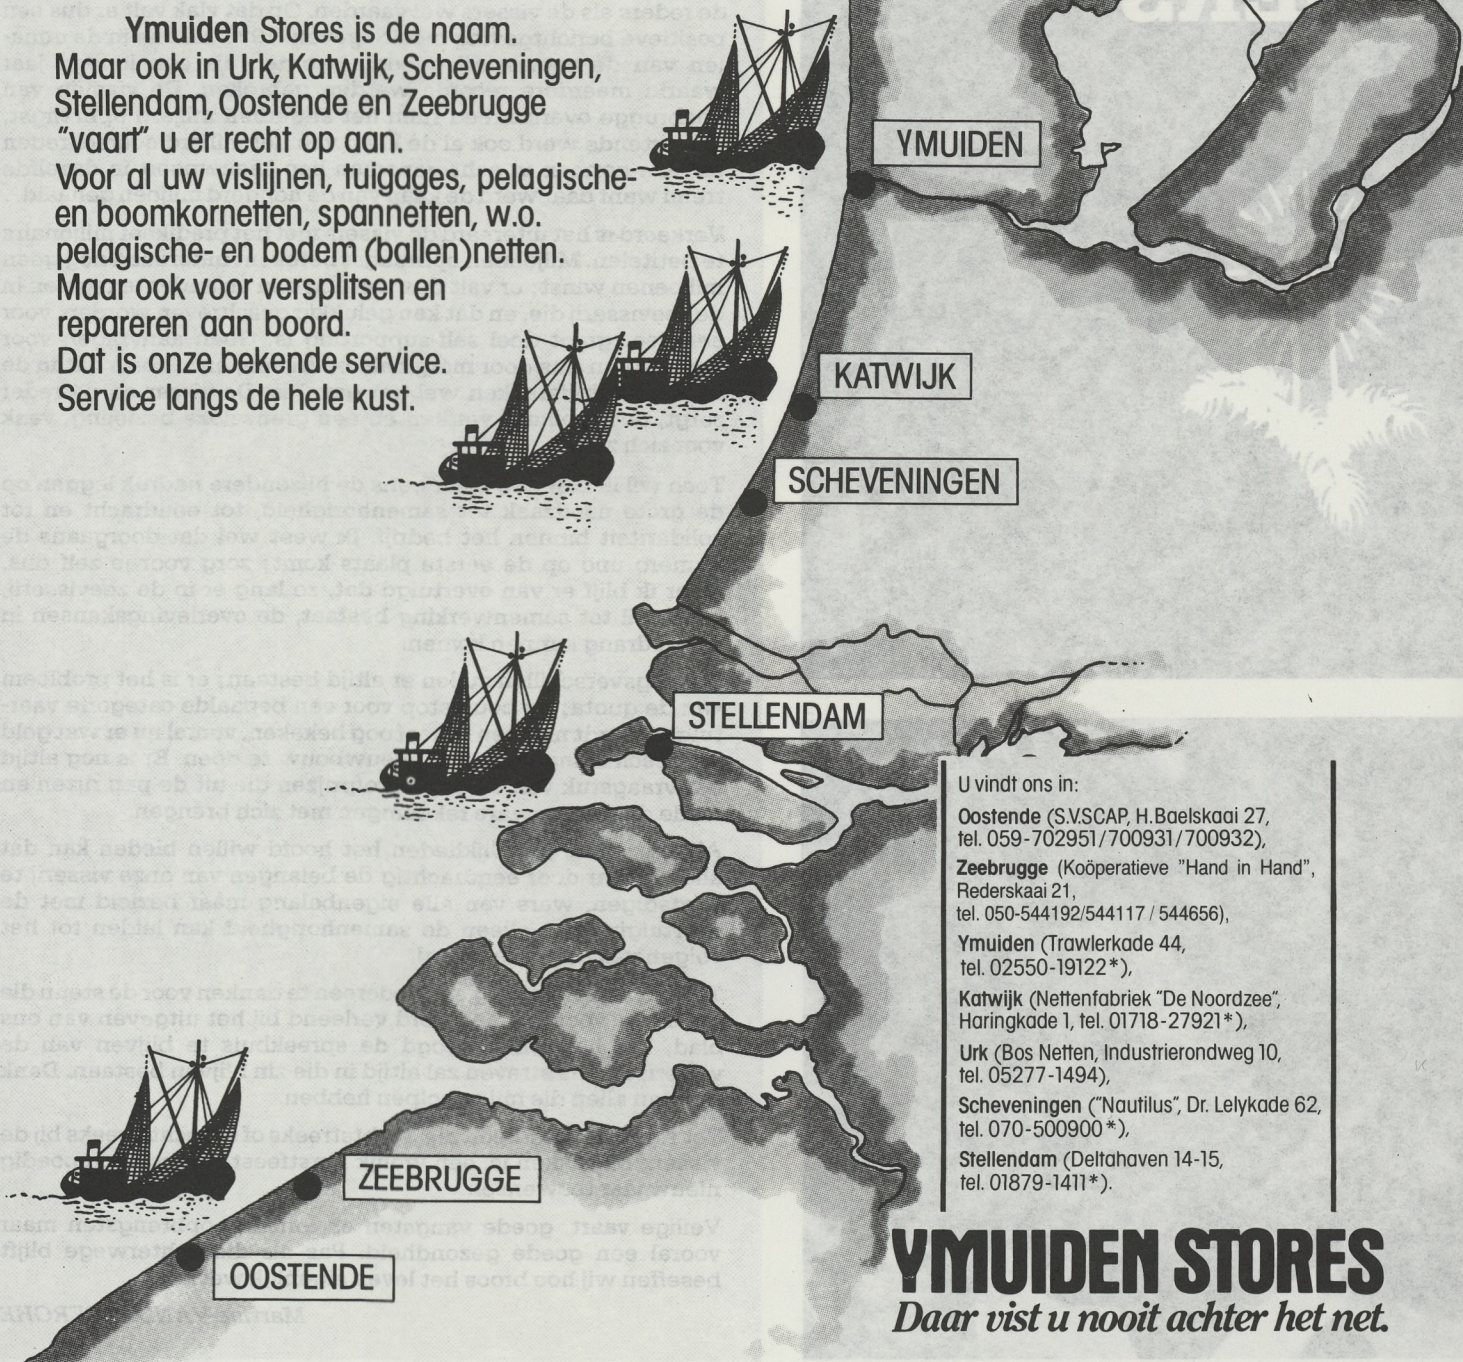 Ymuiden Stores is de naam.
Maar ook in Urk, Katwijk, Scheveningen,
Stellendam, Oostende en Zeebrugge
"vaart" u er recht op aan.
Voor al uw vislijnen, tuigages, pelagische-
en boomkornetten, spannetten, w.o.
pelagische- en bodem (ballen) netten.
Maar ook voor versplitsen en
repareren aan boord.
Dat is onze bekende service.
Service langs de hele kust.
YMUIDEN
KATWIJK
SCHEVENINGEN
STELLENDAM
ZEEBRUGGE
OOSTENDE
U vindt ons in:
Oostende (S.V.SCAP, H.Baelskaai 27,
tel. 059-702951/700931/700932),
Zeebrugge (Koöperatieve "Hand in Hand",
Rederskaai 21,
tel. 050-544192/544117 / 544656),
Ymuiden (Trawlerkade 44,
tel. 02550-19122*),
Katwijk (Nettenfabriek "De Noordzee",
Haringkade 1, tel. 01718-27921*),
Urk (Bos Netten, Industrierondweg 10,
tel. 05277-1494),
Scheveningen ("Nautilus", Dr. Lelykade 62,
tel. 070-500900*),
Stellendam (Deltahaven 14-15,
tel. 01879-1411*).
YMUIDEN STORES
Daar vist u nooit achter het net.